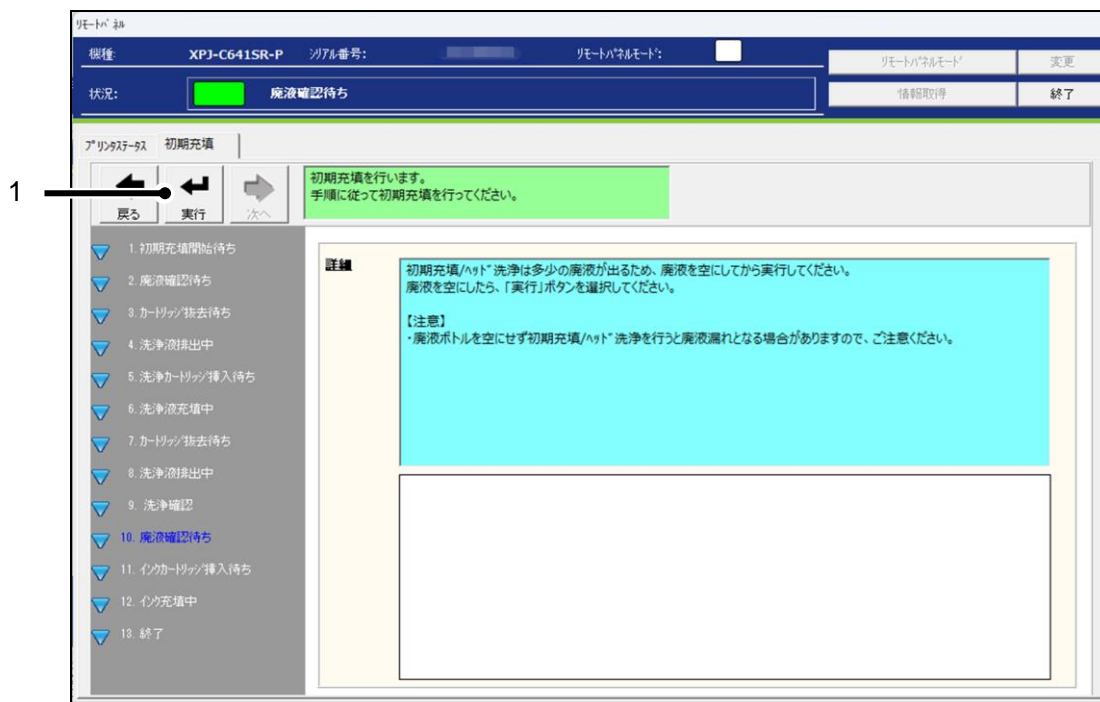 リモートパネル
機種: XPJ-C641SR-P シリアル番号: リモートパネルモード:
リモートパネルモード 変更
状況: 廃液確認待ち
情報取得 終了
プリンタステータス 初期充填
1
戻る 実行 次へ
初期充填を行います。
手順に従って初期充填を行ってください。
1. 初期充填開始待ち
2. 廃液確認待ち
3. カートリッジ抜去待ち
4. 洗浄液排出中
5. 洗浄カートリッジ挿入待ち
6. 洗浄液充填中
7. カートリッジ抜去待ち
8. 洗浄液排出中
9. 洗浄確認
10. 廃液確認待ち
11. インクカートリッジ挿入待ち
12. インク充填中
13. 終了
詳細
初期充填/ヘッド洗浄は多少の廃液が出るため、廃液を空にしてから実行してください。
廃液を空にしたら、「実行」ボタンを選択してください。
【注意】
・廃液ボトルを空にせず初期充填/ヘッド洗浄を行うと廃液漏れとなる場合がありますので、ご注意ください。